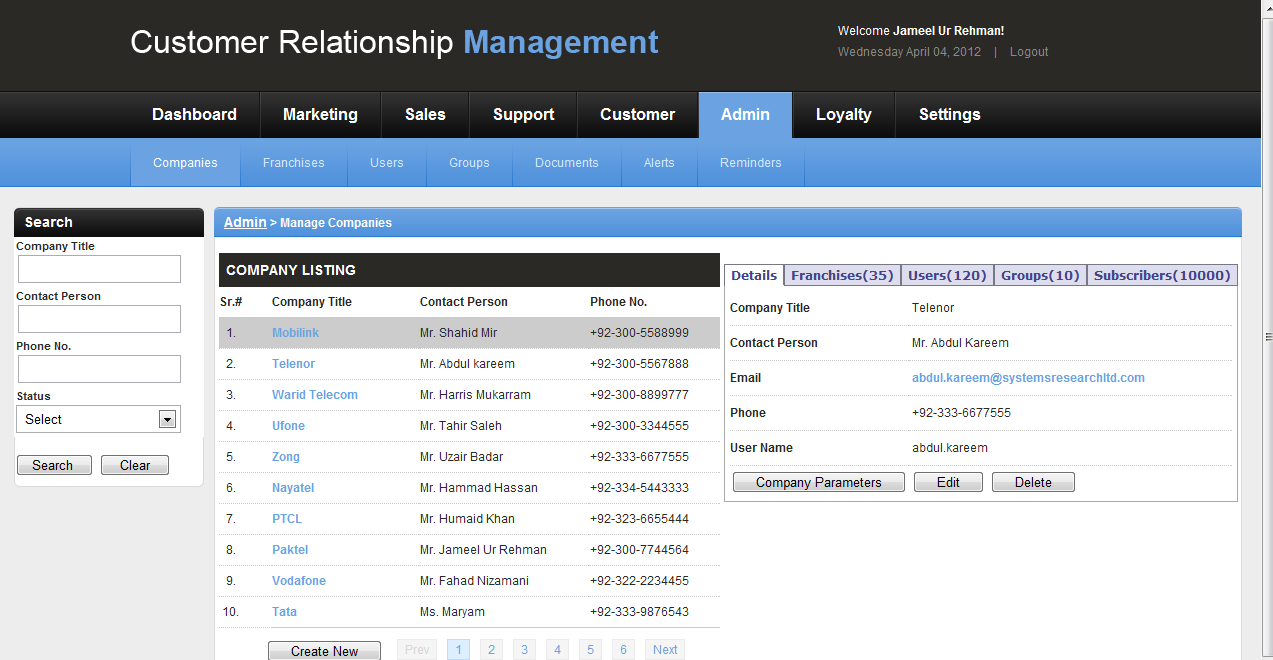 Customer Relationship Management
Welcome Jameel Ur Rehman!
Wednesday April 04, 2012 | Logout
Dashboard Marketing Sales Support Customer Admin Loyalty Settings
Companies Franchises Users Groups Documents Alerts Reminders
Search
Company Title
Contact Person
Phone No.
Status
Select
Search Clear
Admin > Manage Companies
COMPANY LISTING
Sr.# Company Title Contact Person Phone No.
1. Mobilink Mr. Shahid Mir +92-300-5588999
2. Telenor Mr. Abdul kareem +92-300-5567888
3. Warid Telecom Mr. Harris Mukarram +92-300-8899777
4. Ufone Mr. Tahir Saleh +92-300-3344555
5. Zong Mr. Uzair Badar +92-333-6677555
6. Nayatel Mr. Hammad Hassan +92-334-5443333
7. PTCL Mr. Humaid Khan +92-323-6655444
8. Paktel Mr. Jameel Ur Rehman +92-300-7744564
9. Vodafone Mr. Fahad Nizamani +92-322-2234455
10. Tata Ms. Maryam +92-333-9876543
Create New Prev 1 2 3 4 5 6 Next
Details Franchises(35) Users(120) Groups(10) Subscribers(10000)
Company Title Telenor
Contact Person Mr. Abdul Kareem
Email abdul.kareem@systemsresearchltd.com
Phone +92-333-6677555
User Name abdul.kareem
Company Parameters Edit Delete